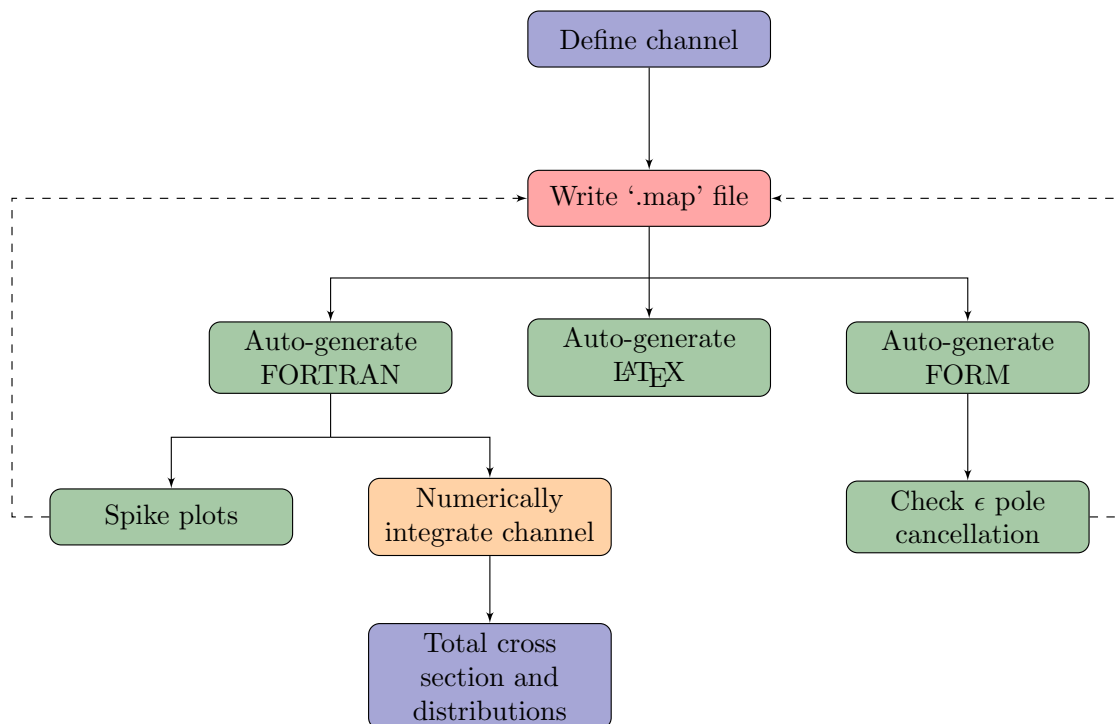 Define channel
Write ‘.map’ file
Auto-generate
FORTRAN
Auto-generate
LATEX
Auto-generate
FORM
Spike plots
Numerically
integrate channel
Check ϵ pole
cancellation
Total cross
section and
distributions